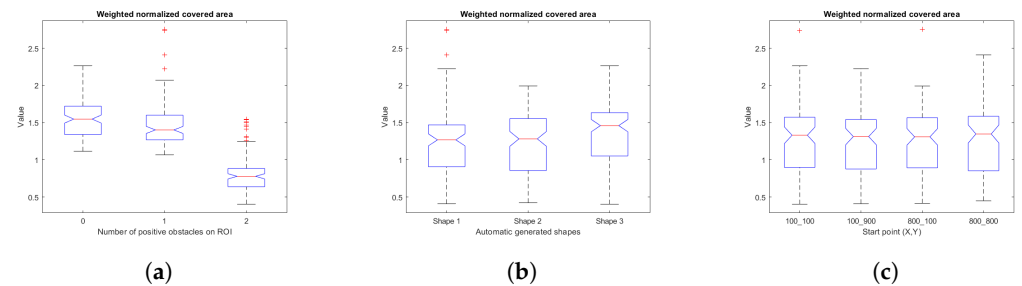 Weighted normalized covered area
2.5
2
1.5
1
0.5
Value
0 1 2
Number of positive obstacles on ROI
(a)
Weighted normalized covered area
2.5
2
1.5
1
0.5
Value
Shape 1 Shape 2 Shape 3
Automatic generated shapes
(b)
Weighted normalized covered area
2.5
2
1.5
1
0.5
Value
100_100 100_900 800_100 800_800
Start point (X,Y)
(c)